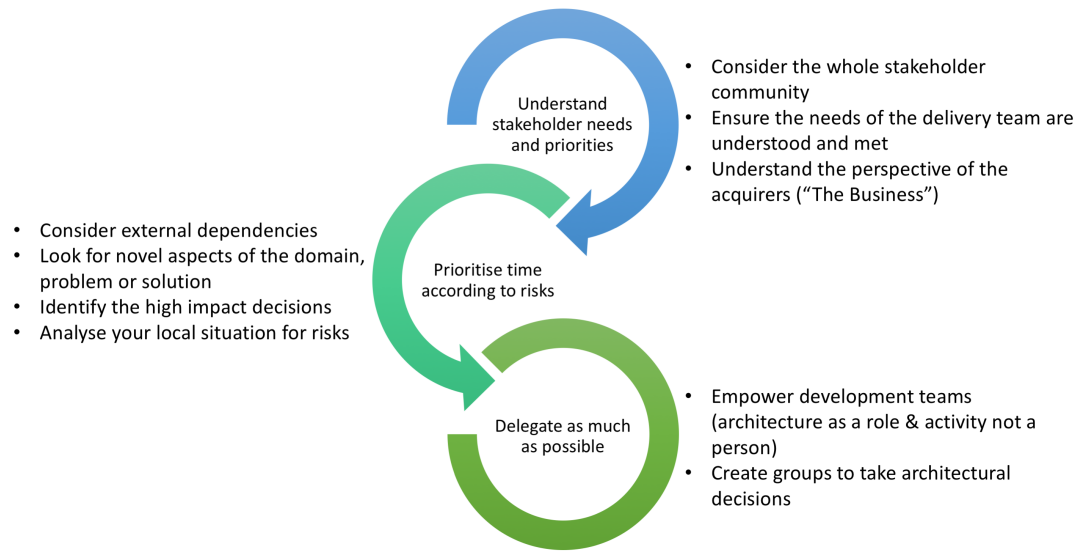 Understand
stakeholder needs
and priorities
• Consider the whole stakeholder
community
• Ensure the needs of the delivery team are
understood and met
• Understand the perspective of the
acquirers (“The Business”)
Prioritise time
according to risks
• Consider external dependencies
• Look for novel aspects of the domain,
problem or solution
• Identify the high impact decisions
• Analyse your local situation for risks
Delegate as much
as possible
• Empower development teams
(architecture as a role & activity not a
person)
• Create groups to take architectural
decisions